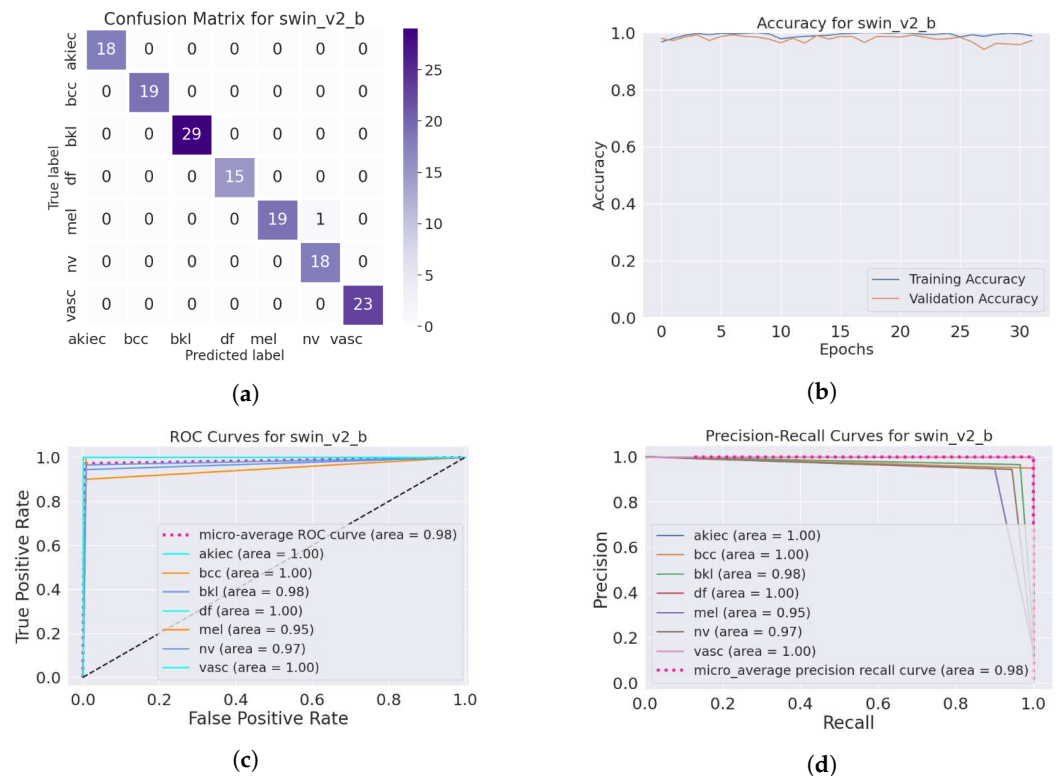 Confusion Matrix for swin_v2_b
True label
akiec 18 0 0 0 0 0 0
bcc 0 19 0 0 0 0 0
bkl 0 0 29 0 0 0 0
df 0 0 0 15 0 0 0
mel 0 0 0 0 19 1 0
nv 0 0 0 0 0 18 0
vasc 0 0 0 0 0 0 23
akiec bcc bkl df mel nv vasc
Predicted label
25
20
15
10
5
0
(a)
Accuracy for swin_v2_b
Accuracy
1.0
0.8
0.6
0.4
0.2
0.0
Training Accuracy
Validation Accuracy
0 5 10 15 20 25 30
Epochs
(b)
ROC Curves for swin_v2_b
True Positive Rate
1.0
0.8
0.6
0.4
0.2
0.0
micro-average ROC curve (area = 0.98)
akiec (area = 1.00)
bcc (area = 1.00)
bkl (area = 0.98)
df (area = 1.00)
mel (area = 0.95)
nv (area = 0.97)
vasc (area = 1.00)
0.0 0.2 0.4 0.6 0.8 1.0
False Positive Rate
(c)
Precision-Recall Curves for swin_v2_b
Precision
1.0
0.8
0.6
0.4
0.2
0.0
akiec (area = 1.00)
bcc (area = 1.00)
bkl (area = 0.98)
df (area = 1.00)
mel (area = 0.95)
nv (area = 0.97)
vasc (area = 1.00)
micro_average precision recall curve (area = 0.98)
0.0 0.2 0.4 0.6 0.8 1.0
Recall
(d)